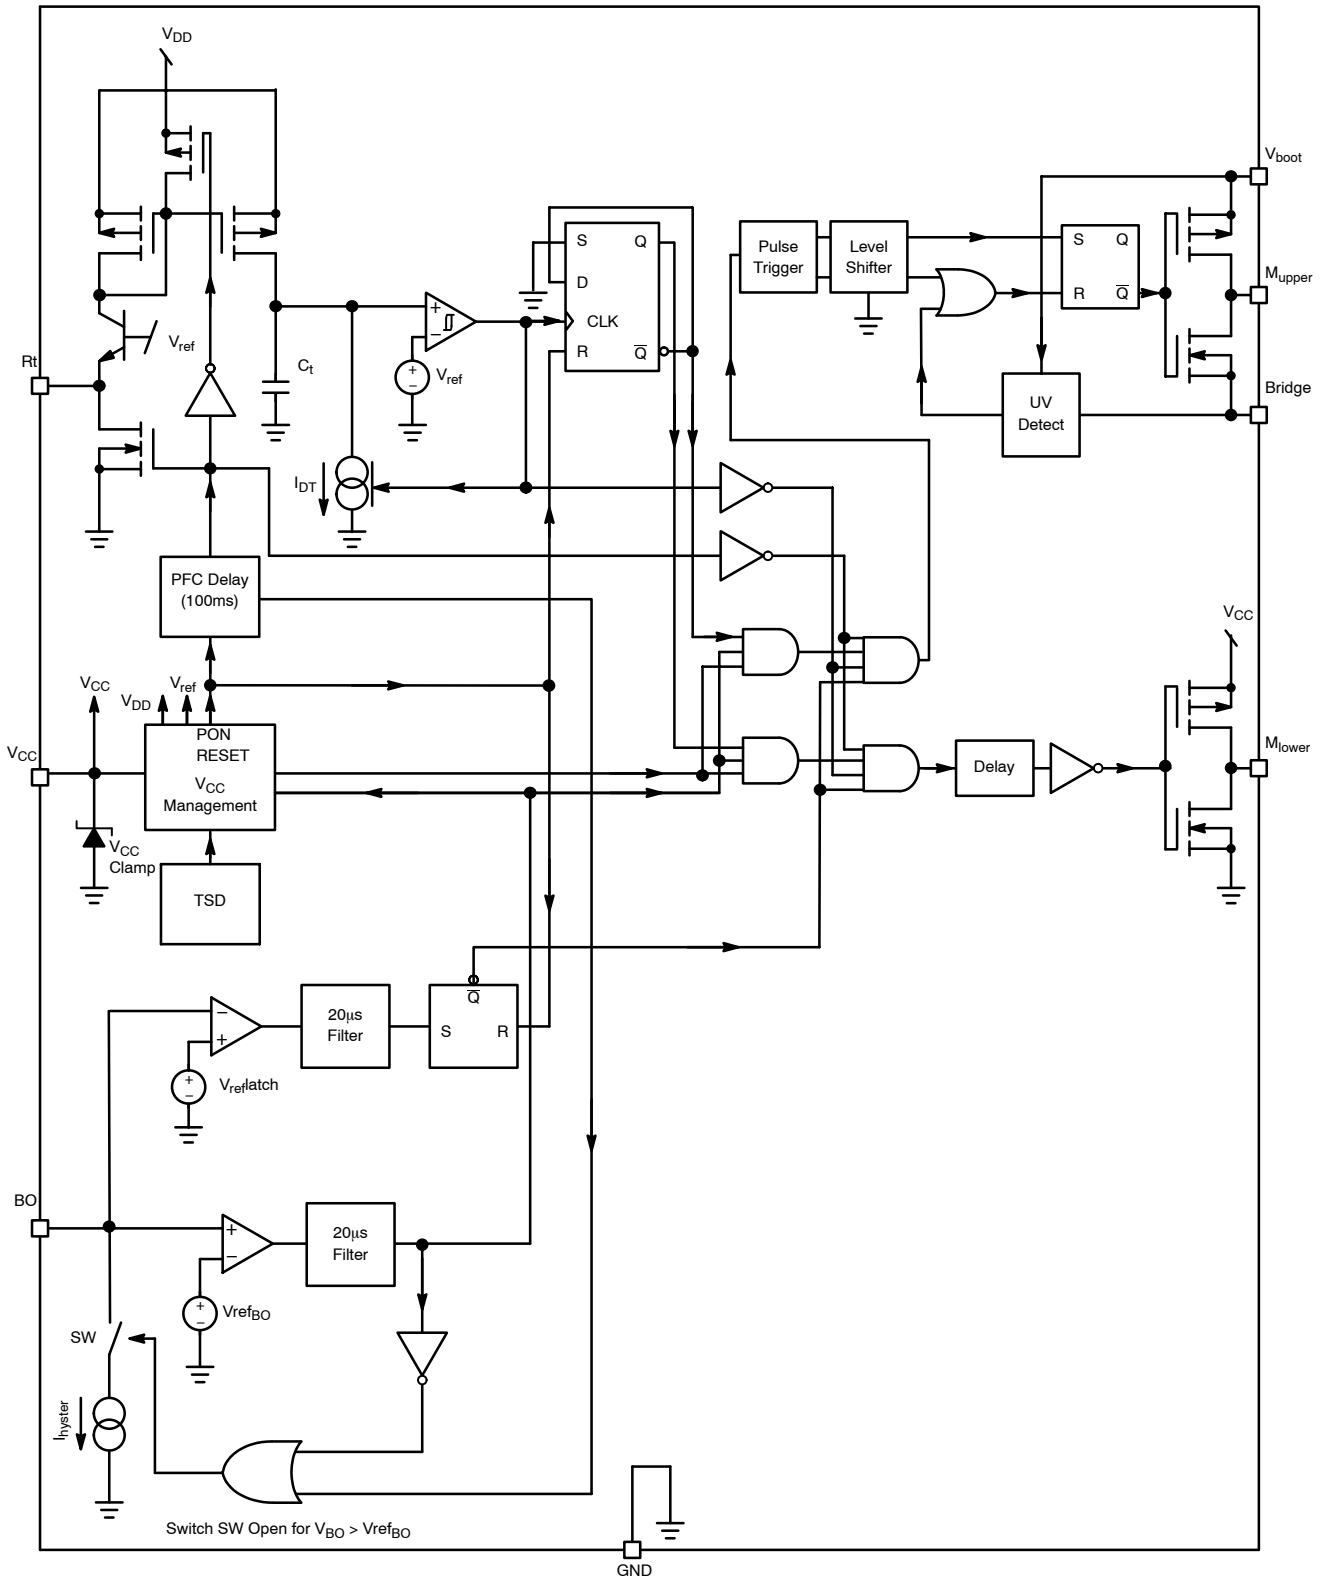 VDD
Vboot
S Q
Pulse
Trigger
Level
Shifter
S Q
D
Mupper
R Q
+
−
CLK
Vref
Rt
R Q
Ct
+
−
Vref
Bridge
UV
Detect
IDT
PFC Delay
(100ms)
VCC
VCC
Vref
VDD
PON
RESET
VCC
Mlower
VCC
Management
Delay
VCC
Clamp
TSD
Q
−
+
20μs
Filter
S R
+
−
Vreflatch
BO
+
−
20μs
Filter
+
−
VrefBO
SW
Ihyster
Switch SW Open for VBO > VrefBO
GND